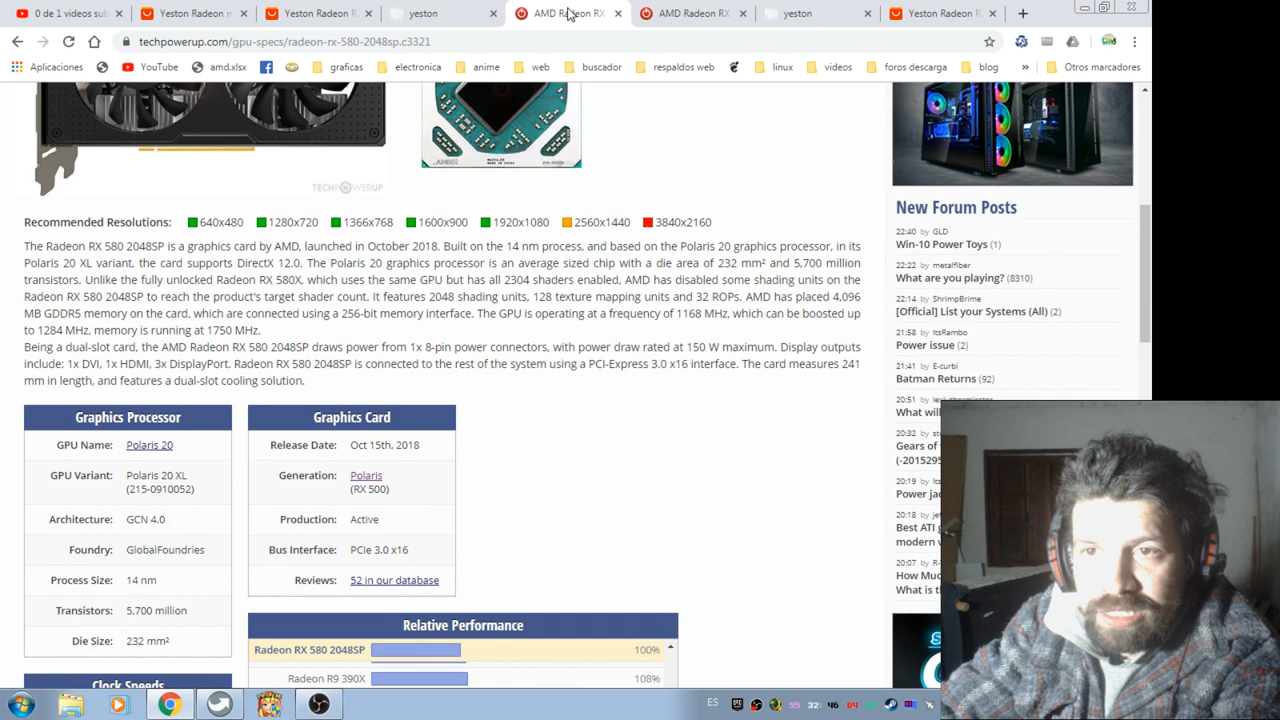 0 de 1 videos sub
Yeston Radeon m
Yeston Radeon R
yeston
AMD Radeon RX
AMD Radeon RX
yeston
Yeston Radeon R
techpowerup.com/gpu-specs/radeon-rx-580-2048sp.c3321
Aplicaciones
YouTube
amd.xlsx
graficas
electronica
anime
web
buscador
respaldos web
linux
videos
foros descarga
blog
»
Otros marcadores
TECHPOWERUP
Recommended Resolutions: 640x480 1280x720 1366x768 1600x900 1920x1080 2560x1440 3840x2160
The Radeon RX 580 2048SP is a graphics card by AMD, launched in October 2018. Built on the 14 nm process, and based on the Polaris 20 graphics processor, in its
Polaris 20 XL variant, the card supports DirectX 12.0. The Polaris 20 graphics processor is an average sized chip with a die area of 232 mm² and 5,700 million
transistors. Unlike the fully unlocked Radeon RX 580X, which uses the same GPU but has all 2304 shaders enabled, AMD has disabled some shading units on the
Radeon RX 580 2048SP to reach the product's target shader count. It features 2048 shading units, 128 texture mapping units and 32 ROPs. AMD has placed 4,096
MB GDDR5 memory on the card, which are connected using a 256-bit memory interface. The GPU is operating at a frequency of 1168 MHz, which can be boosted up
to 1284 MHz, memory is running at 1750 MHz.
Being a dual-slot card, the AMD Radeon RX 580 2048SP draws power from 1x 8-pin power connectors, with power draw rated at 150 W maximum. Display outputs
include: 1x DVI, 1x HDMI, 3x DisplayPort. Radeon RX 580 2048SP is connected to the rest of the system using a PCI-Express 3.0 x16 interface. The card measures 241
mm in length, and features a dual-slot cooling solution.
Graphics Processor
GPU Name: Polaris 20
GPU Variant: Polaris 20 XL
(215-0910052)
Architecture: GCN 4.0
Foundry: GlobalFoundries
Process Size: 14 nm
Transistors: 5,700 million
Die Size: 232 mm²
Clock Speeds
Graphics Card
Release Date: Oct 15th, 2018
Generation: Polaris
(RX 500)
Production: Active
Bus Interface: PCIe 3.0 x16
Reviews: 52 in our database
Relative Performance
Radeon RX 580 2048SP 100%
Radeon R9 390X 108%
New Forum Posts
22:40 by GLD
Win-10 Power Toys (1)
22:22 by metalfiber
What are you playing? (8310)
22:14 by ShrimpBrime
[Official] List your Systems (All) (2)
21:58 by ItsRambo
Power issue (2)
21:41 by E-curbi
Batman Returns (92)
20:51 by
What will
20:32 by
Gears of
(-2015295
20:19 by
Power
20:18 by
Best ATI
modern
20:07 by
How Muc
What is
ES
55 32: 46 04